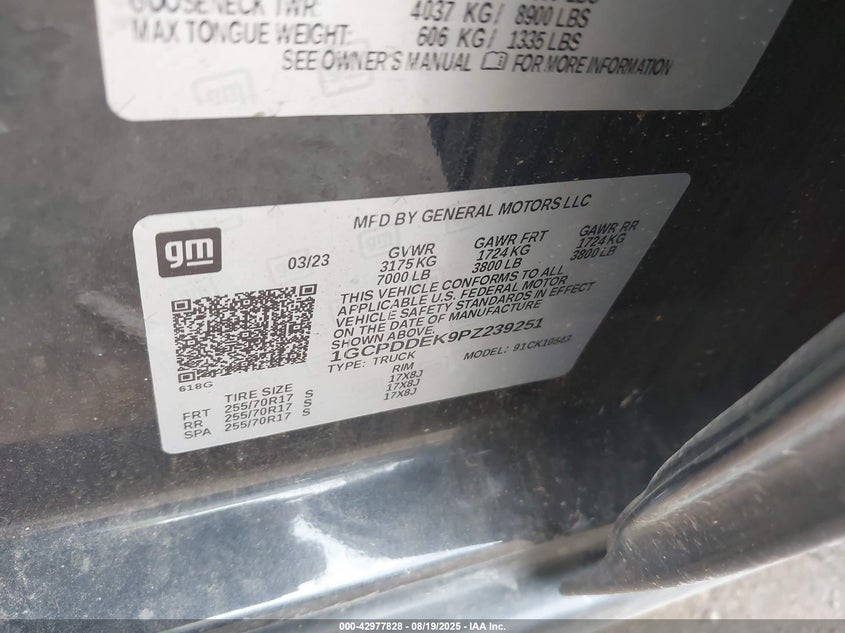 GOOSENECK TWR: 4037 KG/ 8900 LBS
MAX TONGUE WEIGHT: 606 KG/ 1335 LBS
SEE OWNER'S MANUAL FOR MORE INFORMATION
MFD BY GENERAL MOTORS LLC
gm
03/23 GVWR GAWR FRT GAWR RR
3175 KG 1724 KG 1724 KG
7000 LB 3800 LB 3800 LB
THIS VEHICLE CONFORMS TO ALL
APPLICABLE U.S. FEDERAL MOTOR
VEHICLE SAFETY STANDARDS IN EFFECT
ON THE DATE OF MANUFACTURE
SHOWN ABOVE.
1GCPDDEK9PZ239251
TYPE: TRUCK MODEL: 91CK10543
618G
TIRE SIZE RIM
FRT 255/70R17 S 17X8J
RR 255/70R17 S 17X8J
SPA 255/70R17 S 17X8J
000-42977828 - 08/19/2025 - IAA Inc.